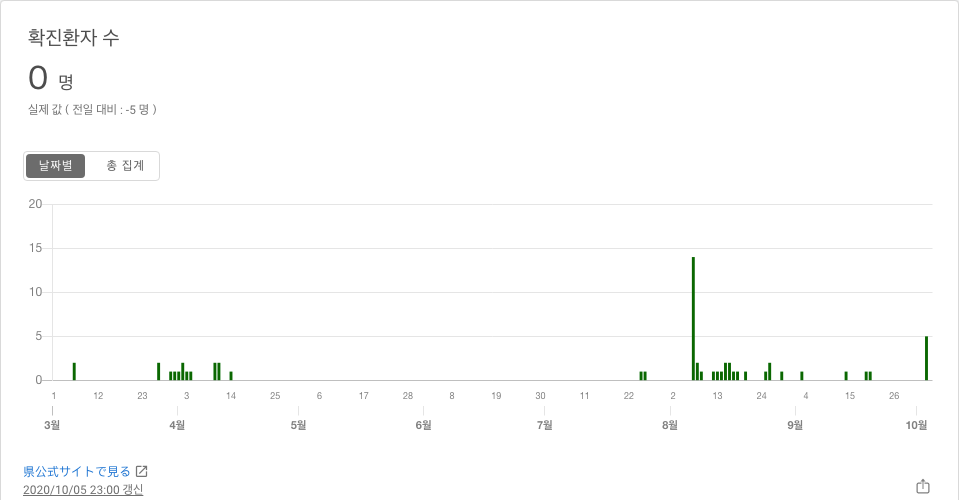 확진환자 수
0 명
실제 값 ( 전일 대비 : -5 명 )
날짜별 총 집계
20
15
10
5
0
1 12 23 3 14 25 6 17 28 8 19 30 11 22 2 13 24 4 15 26
3월 4월 5월 6월 7월 8월 9월 10월
県公式サイトで見る
2020/10/05 23:00 갱신